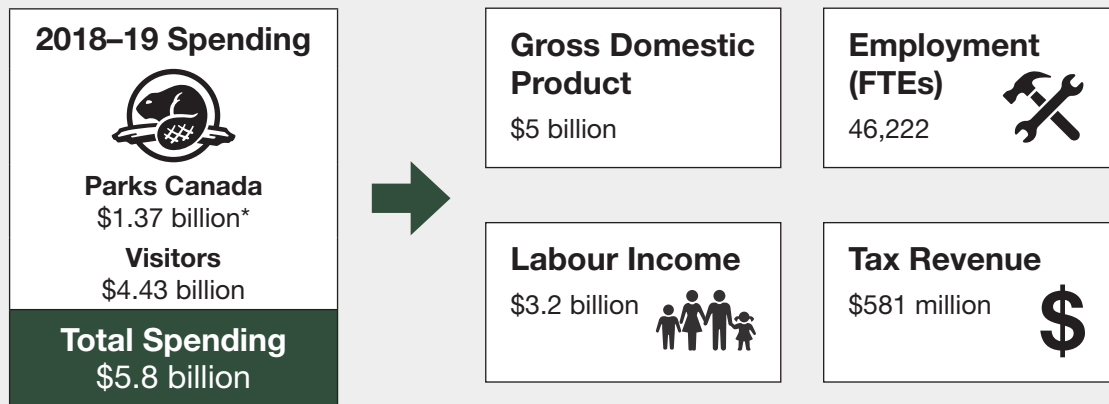 2018–19 Spending
Parks Canada
$1.37 billion*
Visitors
$4.43 billion
Total Spending
$5.8 billion
Gross Domestic
Product
$5 billion
Employment
(FTEs)
46,222
Labour Income
$3.2 billion
Tax Revenue
$581 million
$